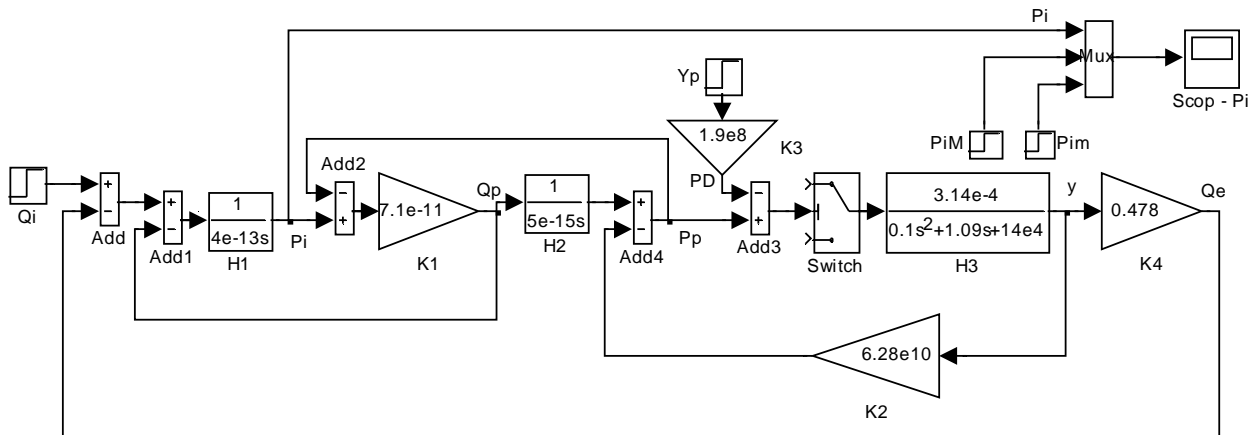 Pi
Mux
Scop - Pi
Yp
1.9e8
K3
PiM
Pim
Add2
PD
Qi
Add
Add1
1
4e-13s
H1
Pi
7.1e-11
K1
Qp
1
5e-15s
H2
Add4
Pp
Add3
Switch
3.14e-4
0.1s²+1.09s+14e4
H3
y
0.478
K4
Qe
6.28e10
K2